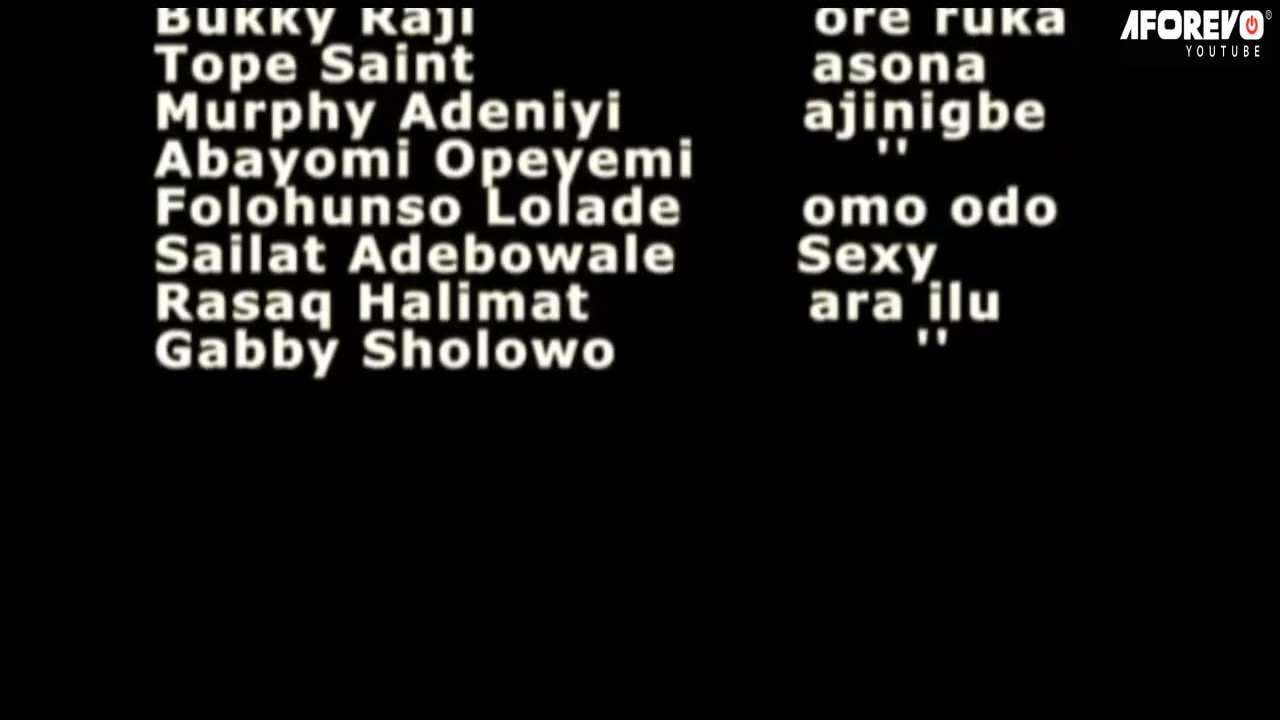 Bukky Raji ore ruka
Tope Saint asona
Murphy Adeniyi ajinigbe
Abayomi Opeyemi ''
Folohunso Lolade omo odo
Sailat Adebowale Sexy
Rasaq Halimat ara ilu
Gabby Sholowo ''
AFOREVO®
YOUTUBE